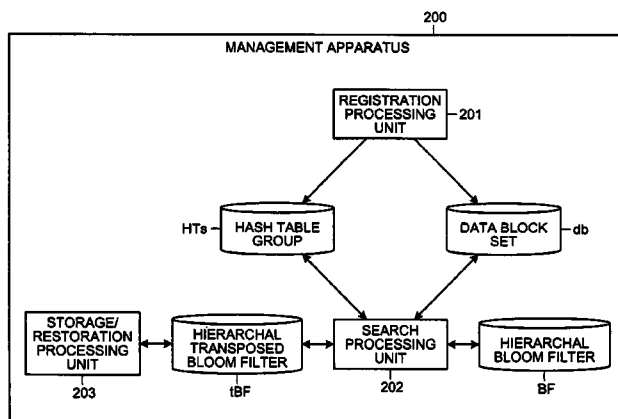 200
MANAGEMENT APPARATUS
REGISTRATION
PROCESSING
UNIT
201
HTs
HASH TABLE
GROUP
DATA BLOCK
SET
db
STORAGE/
RESTORATION
PROCESSING
UNIT
203
HIERARCHAL
TRANSPOSED
BLOOM FILTER
tBF
SEARCH
PROCESSING
UNIT
202
HIERARCHAL
BLOOM FILTER
BF